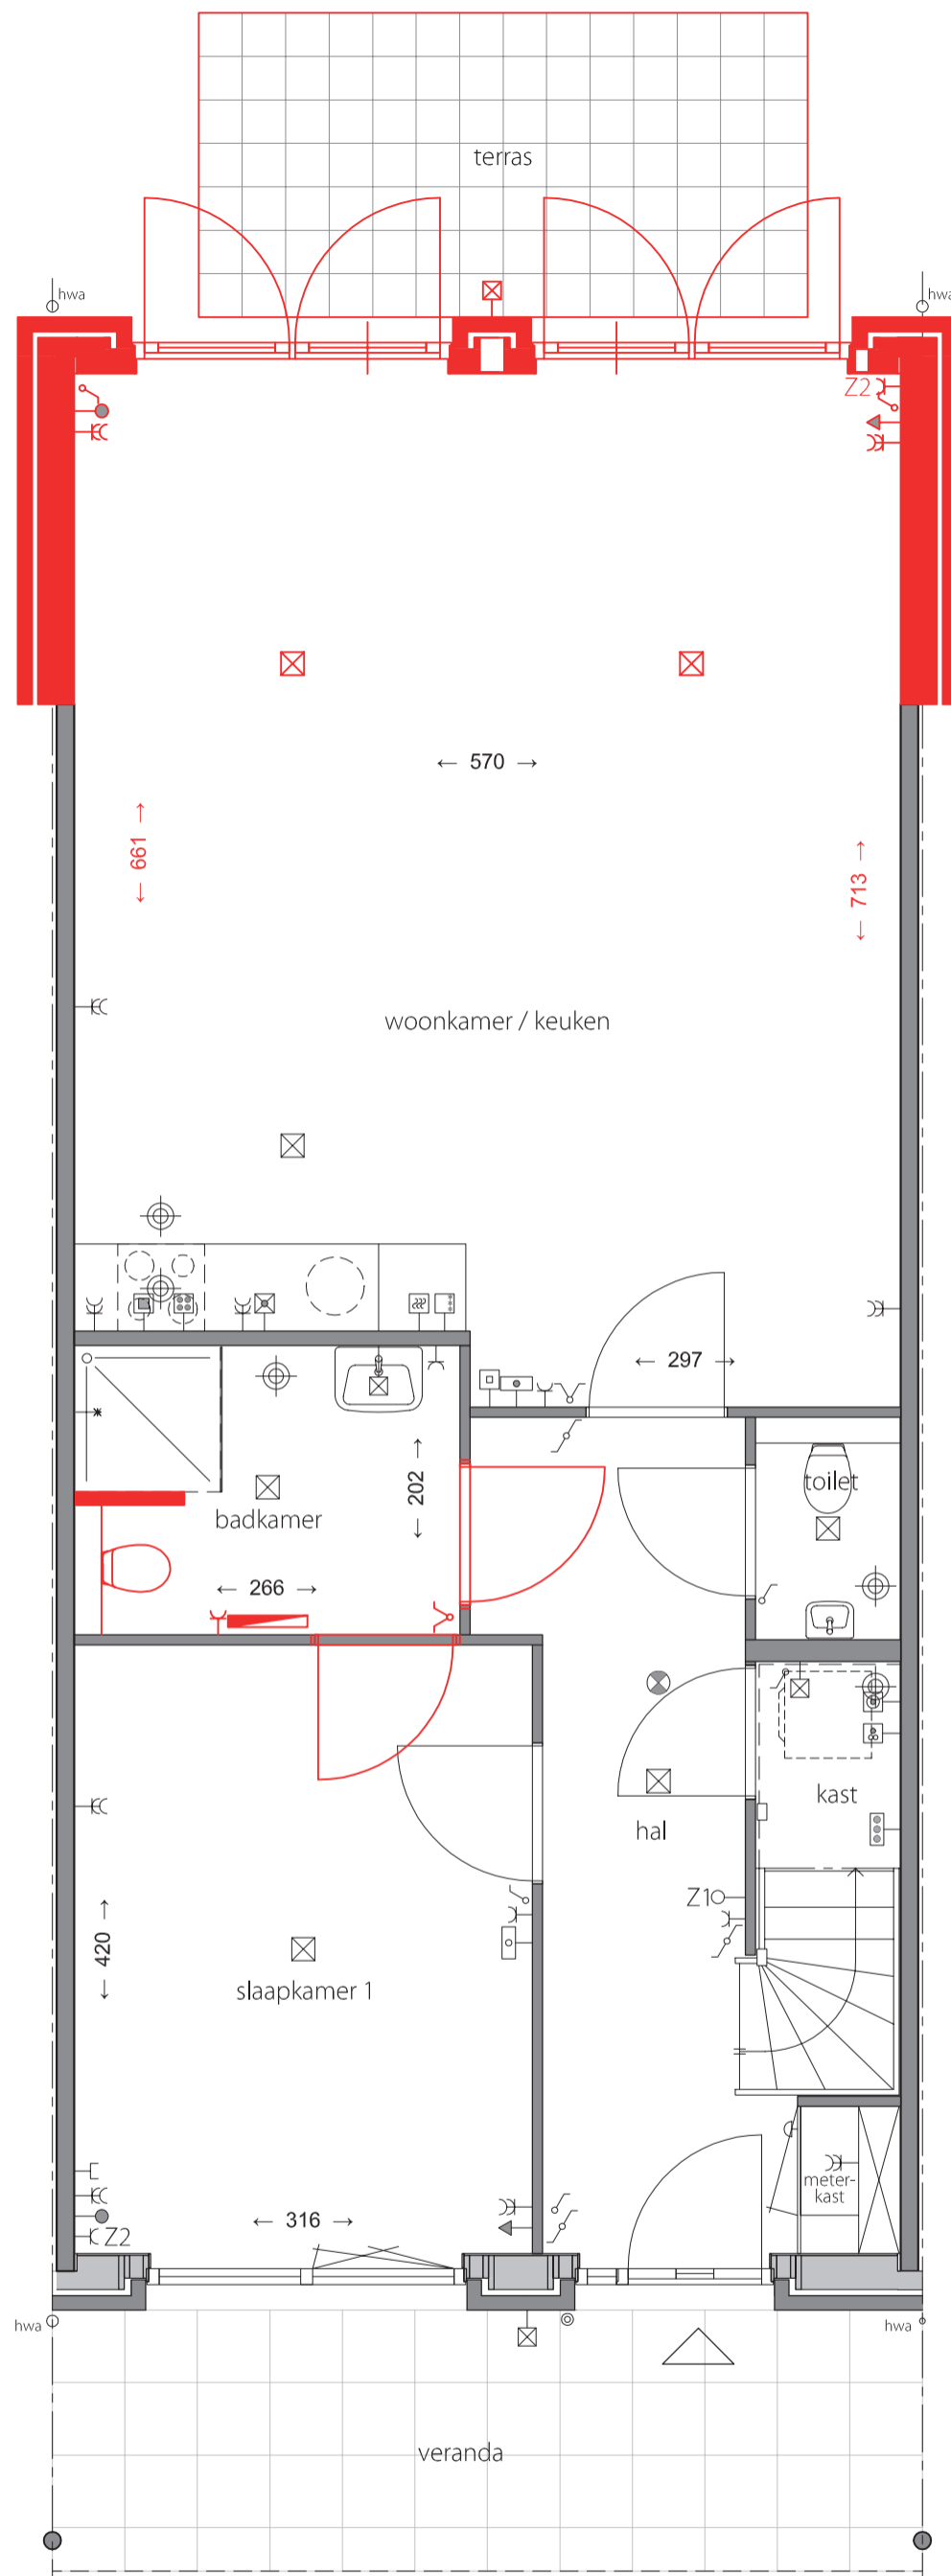 terras
hwa
hwa
Z2
← 570 →
← 661 →
← 713 →
woonkamer / keuken
← 297 →
← 202 →
toilet
badkamer
← 266 →
kast
hal
Z1
← 420 →
slaapkamer 1
meter-
kast
← 316 →
Z2
hwa
hwa
veranda